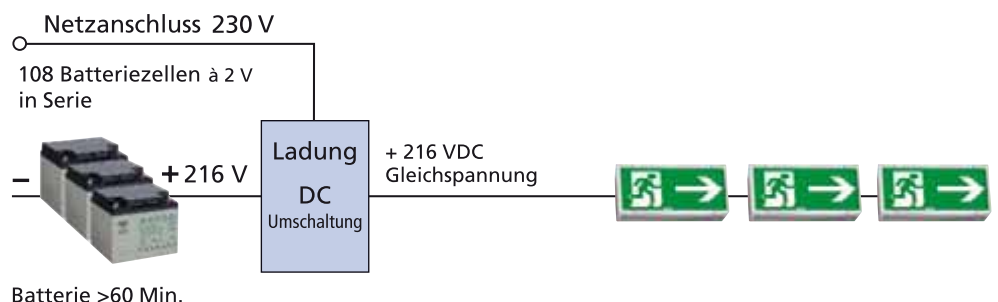 Netzanschluss 230 V
108 Batteriezellen à 2 V
in Serie
– + 216 V
Ladung
DC
Umschaltung
+ 216 VDC
Gleichspannung
Batterie >60 Min.